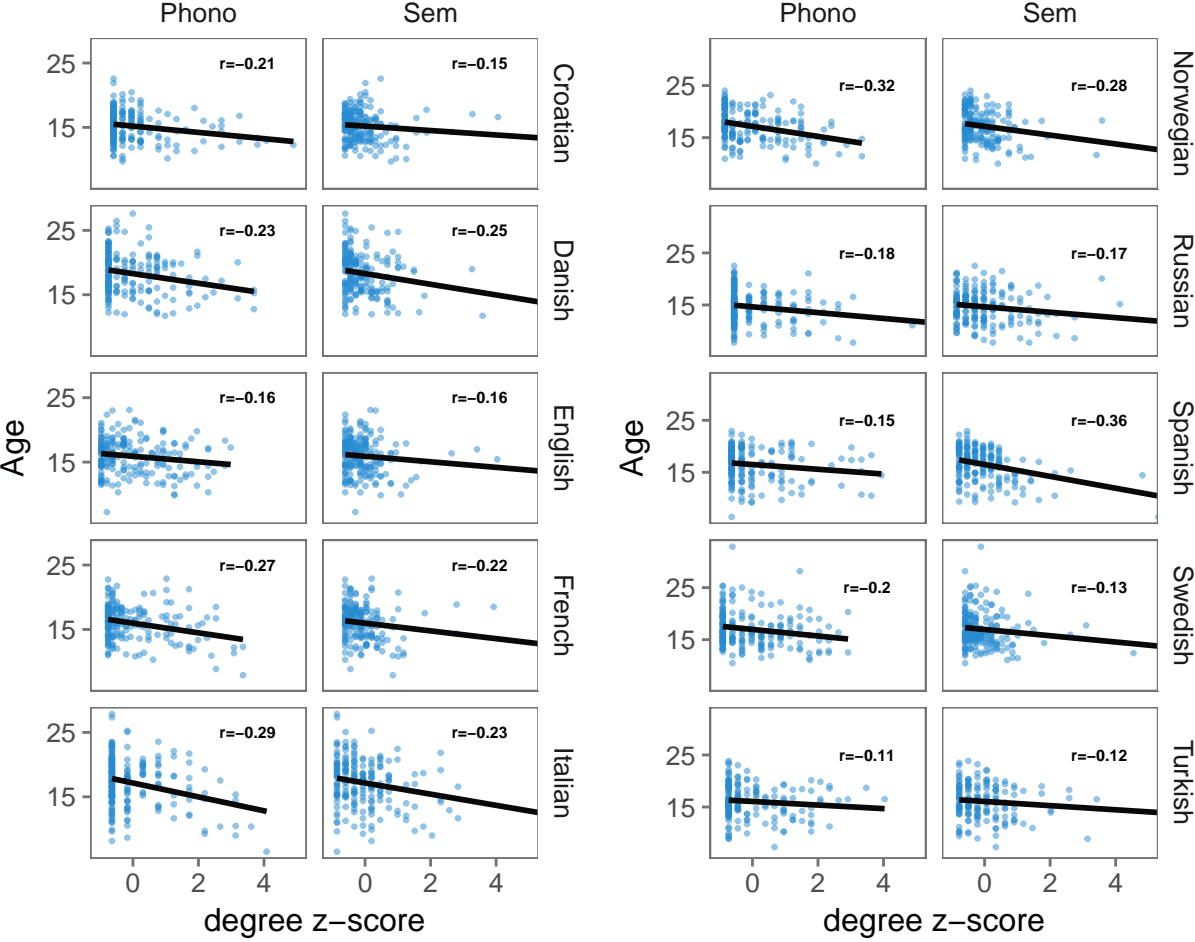 Phono Sem Phono Sem
25 r=−0.21 r=−0.15 Croatian 25 r=−0.32 r=−0.28 Norwegian
15 15
25 r=−0.23 r=−0.25 Danish 25 r=−0.18 r=−0.17 Russian
15 15
25 r=−0.16 r=−0.16 English 25 r=−0.15 r=−0.36 Spanish
15 15
Age Age
25 r=−0.27 r=−0.22 French 25 r=−0.2 r=−0.13 Swedish
15 15
25 r=−0.29 r=−0.23 Italian 25 r=−0.11 r=−0.12 Turkish
15 15
0 2 4 0 2 4 0 2 4 0 2 4
degree z−score degree z−score